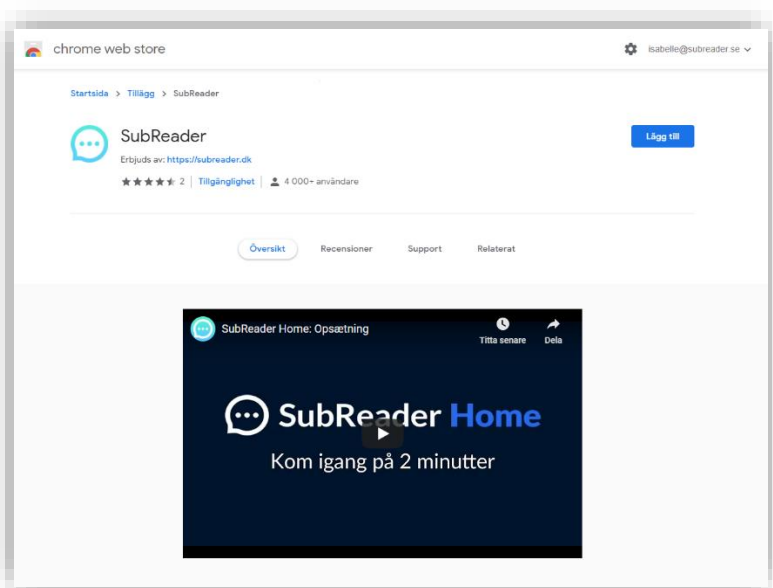 chrome web store
isabelle@subreader.se
Startsida > Tillägg > SubReader
SubReader
Lägg till
Erbjuds av: https://subreader.dk
2 | Tillgänglighet | 4 000+ användare
Översikt Recensioner Support Relaterat
SubReader Home: Opsætning
Titta senare Dela
SubReader Home
Kom igang på 2 minutter